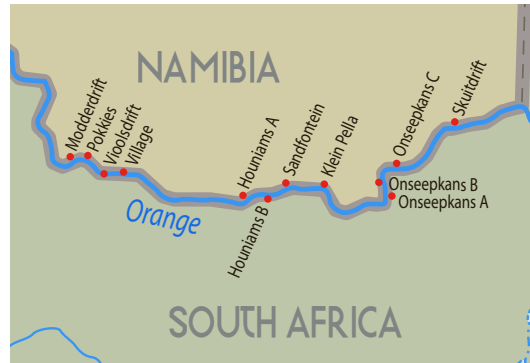 NAMIBIA
Modderdrift
Pokkies
Vioolsdrift
Village
Houniams A
Houniams B
Sandfontein
Klein Pella
Onseepkans C
Skuitdrift
Onseepkans B
Onseepkans A
Orange
SOUTH AFRICA